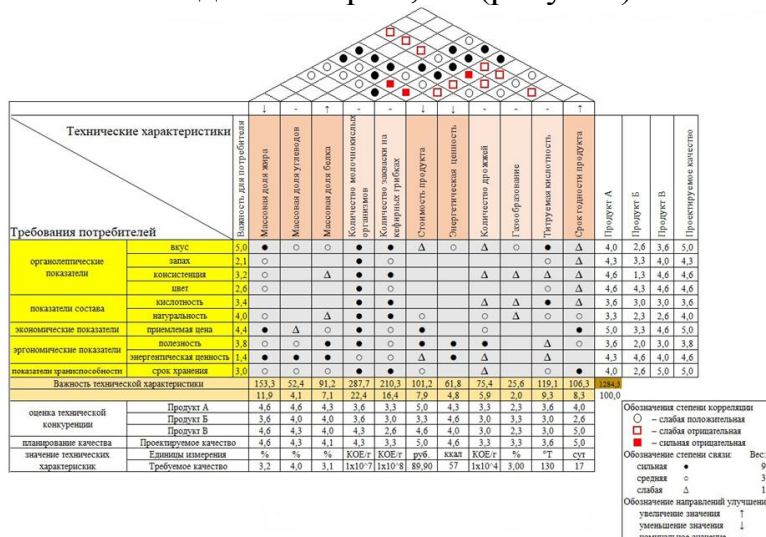 Технические характеристики
Требования потребителей
Важность для потребителя
Массовая доля жира
Массовая доля углеводов
Массовая доля белка
Количество молочнокислых организмов
Количество закваски на кефирных грибках
Стоимость продукта
Энергетическая ценность
Количество дрожжей
Газообразование
Титруемая кислотность
Срок годности продукта
Продукт А
Продукт Б
Продукт В
Проектируемое качество
органолептические показатели
вкус 5,0 4,0 2,6 3,6 5,0
запах 2,1 4,3 3,3 4,0 4,3
консистенция 3,2 4,6 1,3 4,6 4,6
цвет 2,6 4,6 4,3 4,6 4,6
показатели состава
кислотность 3,4 3,6 3,0 3,0 3,6
натуральность 4,0 3,3 2,3 2,6 4,0
экономические показатели приемлемая цена 4,4 5,0 3,3 4,6 5,0
эргономические показатели
полезность 3,8 3,6 2,0 3,0 3,8
энергентическая ценность 1,4 4,3 4,6 4,0 4,6
показатели храниспособности срок хранения 3,0 4,0 2,6 5,0 5,0
Важность технической характеристики 153,3 52,4 91,2 287,7 210,3 101,2 61,8 75,4 25,6 119,1 106,3 1284,3
11,9 4,1 7,1 22,4 16,4 7,9 4,8 5,9 2,0 9,3 8,3 100,0
оценка технической конкуренции
Продукт А 4,6 4,6 4,3 3,6 3,3 5,0 4,3 3,3 2,3 3,6 4,0
Продукт Б 3,6 4,3 4,0 3,6 3,0 3,3 4,6 3,0 3,3 3,0 2,6
Продукт В 4,6 4,0 4,0 4,3 2,6 4,6 4,0 3,0 2,3 3,0 5,0
планирование качества Проектируемое качество 4,6 4,3 4,1 4,3 3,3 5,0 4,6 3,3 3,3 3,6 5,0
значение технических характерискик
Единицы измерения % % % КОЕ/г КОЕ/г руб. ккал КОЕ/г % °Т сут
Требуемое качество 3,2 4,0 3,1 1x10^7 1x10^8 89,90 57 1x10^4 3,00 130 17
Обозначения степени корреляции
– слабая положительная
– слабая отрицательная
– сильная отрицательная
Обозначение степени связи: Вес:
сильная 9
средняя 3
слабая 1
Обозначение направлений улучшени
увеличение значения ↑
уменьшение значения ↓